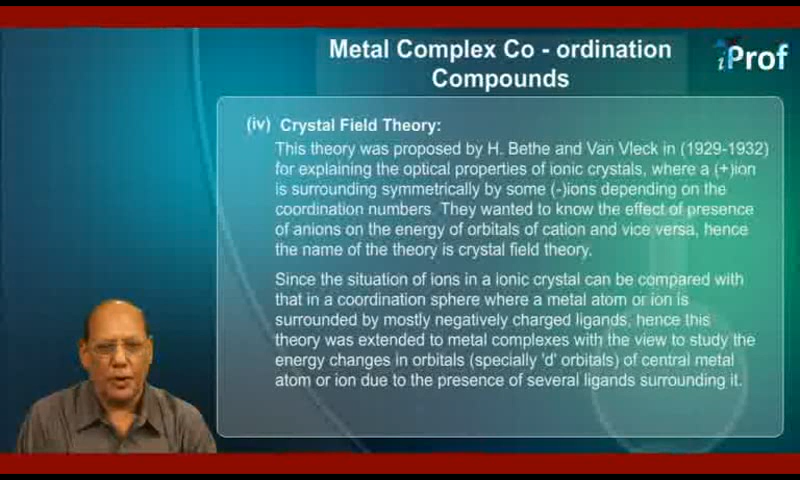 Metal Complex Co - ordination
Compounds
iProf
(iv) Crystal Field Theory:
This theory was proposed by H. Bethe and Van Vleck in (1929-1932)
for explaining the optical properties of ionic crystals, where a (+)ion
is surrounding symmetrically by some (-)ions depending on the
coordination numbers. They wanted to know the effect of presence
of anions on the energy of orbitals of cation and vice versa, hence
the name of the theory is crystal field theory.
Since the situation of ions in a ionic crystal can be compared with
that in a coordination sphere where a metal atom or ion is
surrounded by mostly negatively charged ligands, hence this
theory was extended to metal complexes with the view to study the
energy changes in orbitals (specially 'd' orbitals) of central metal
atom or ion due to the presence of several ligands surrounding it.